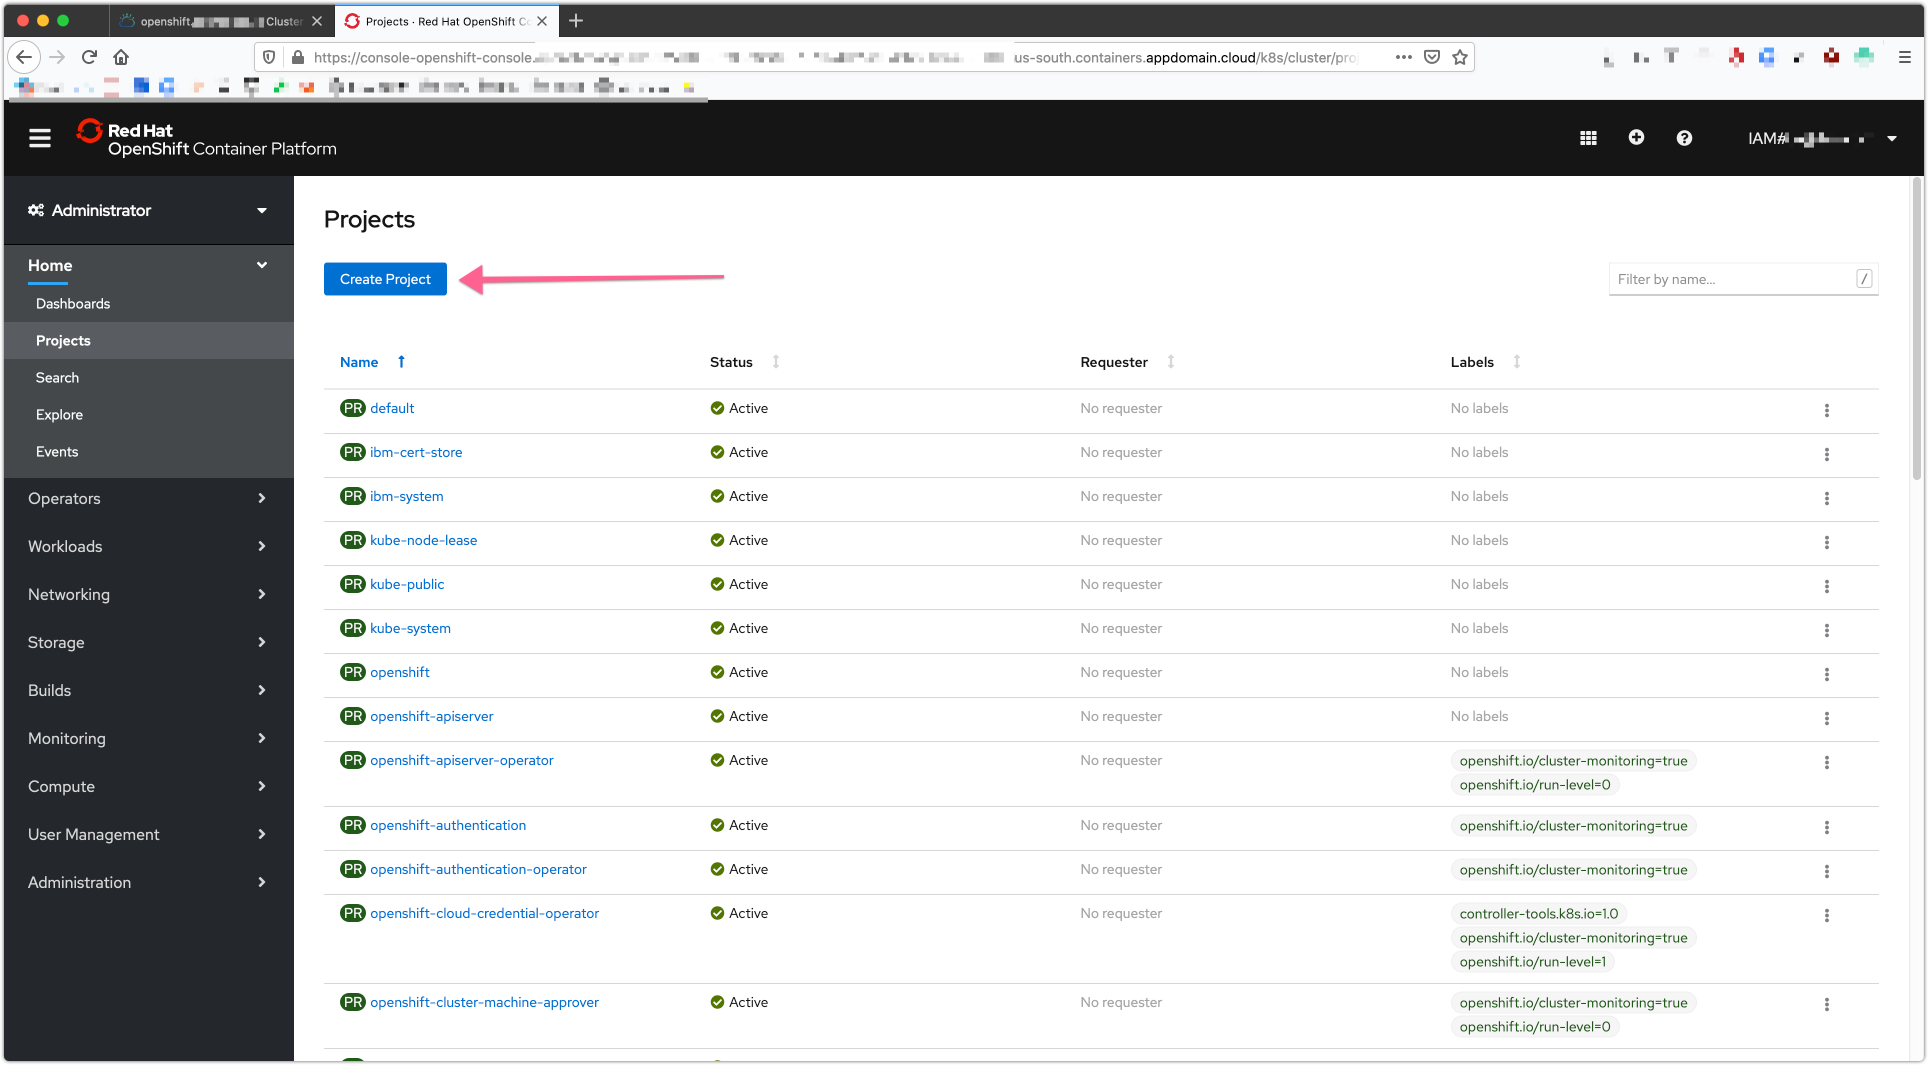 openshift. Cluster
Projects · Red Hat OpenShift C
https://console-openshift-console. us-south.containers.appdomain.cloud/k8s/cluster/pro
Red Hat
OpenShift Container Platform
IAM#
Administrator
Home
Dashboards
Projects
Search
Explore
Events
Operators
Workloads
Networking
Storage
Builds
Monitoring
Compute
User Management
Administration
Projects
Create Project
Filter by name... /
Name Status Requester Labels
PR default Active No requester No labels
PR ibm-cert-store Active No requester No labels
PR ibm-system Active No requester No labels
PR kube-node-lease Active No requester No labels
PR kube-public Active No requester No labels
PR kube-system Active No requester No labels
PR openshift Active No requester No labels
PR openshift-apiserver Active No requester No labels
PR openshift-apiserver-operator Active No requester openshift.io/cluster-monitoring=true
openshift.io/run-level=0
PR openshift-authentication Active No requester openshift.io/cluster-monitoring=true
PR openshift-authentication-operator Active No requester openshift.io/cluster-monitoring=true
PR openshift-cloud-credential-operator Active No requester controller-tools.k8s.io=1.0
openshift.io/cluster-monitoring=true
openshift.io/run-level=1
PR openshift-cluster-machine-approver Active No requester openshift.io/cluster-monitoring=true
openshift.io/run-level=0